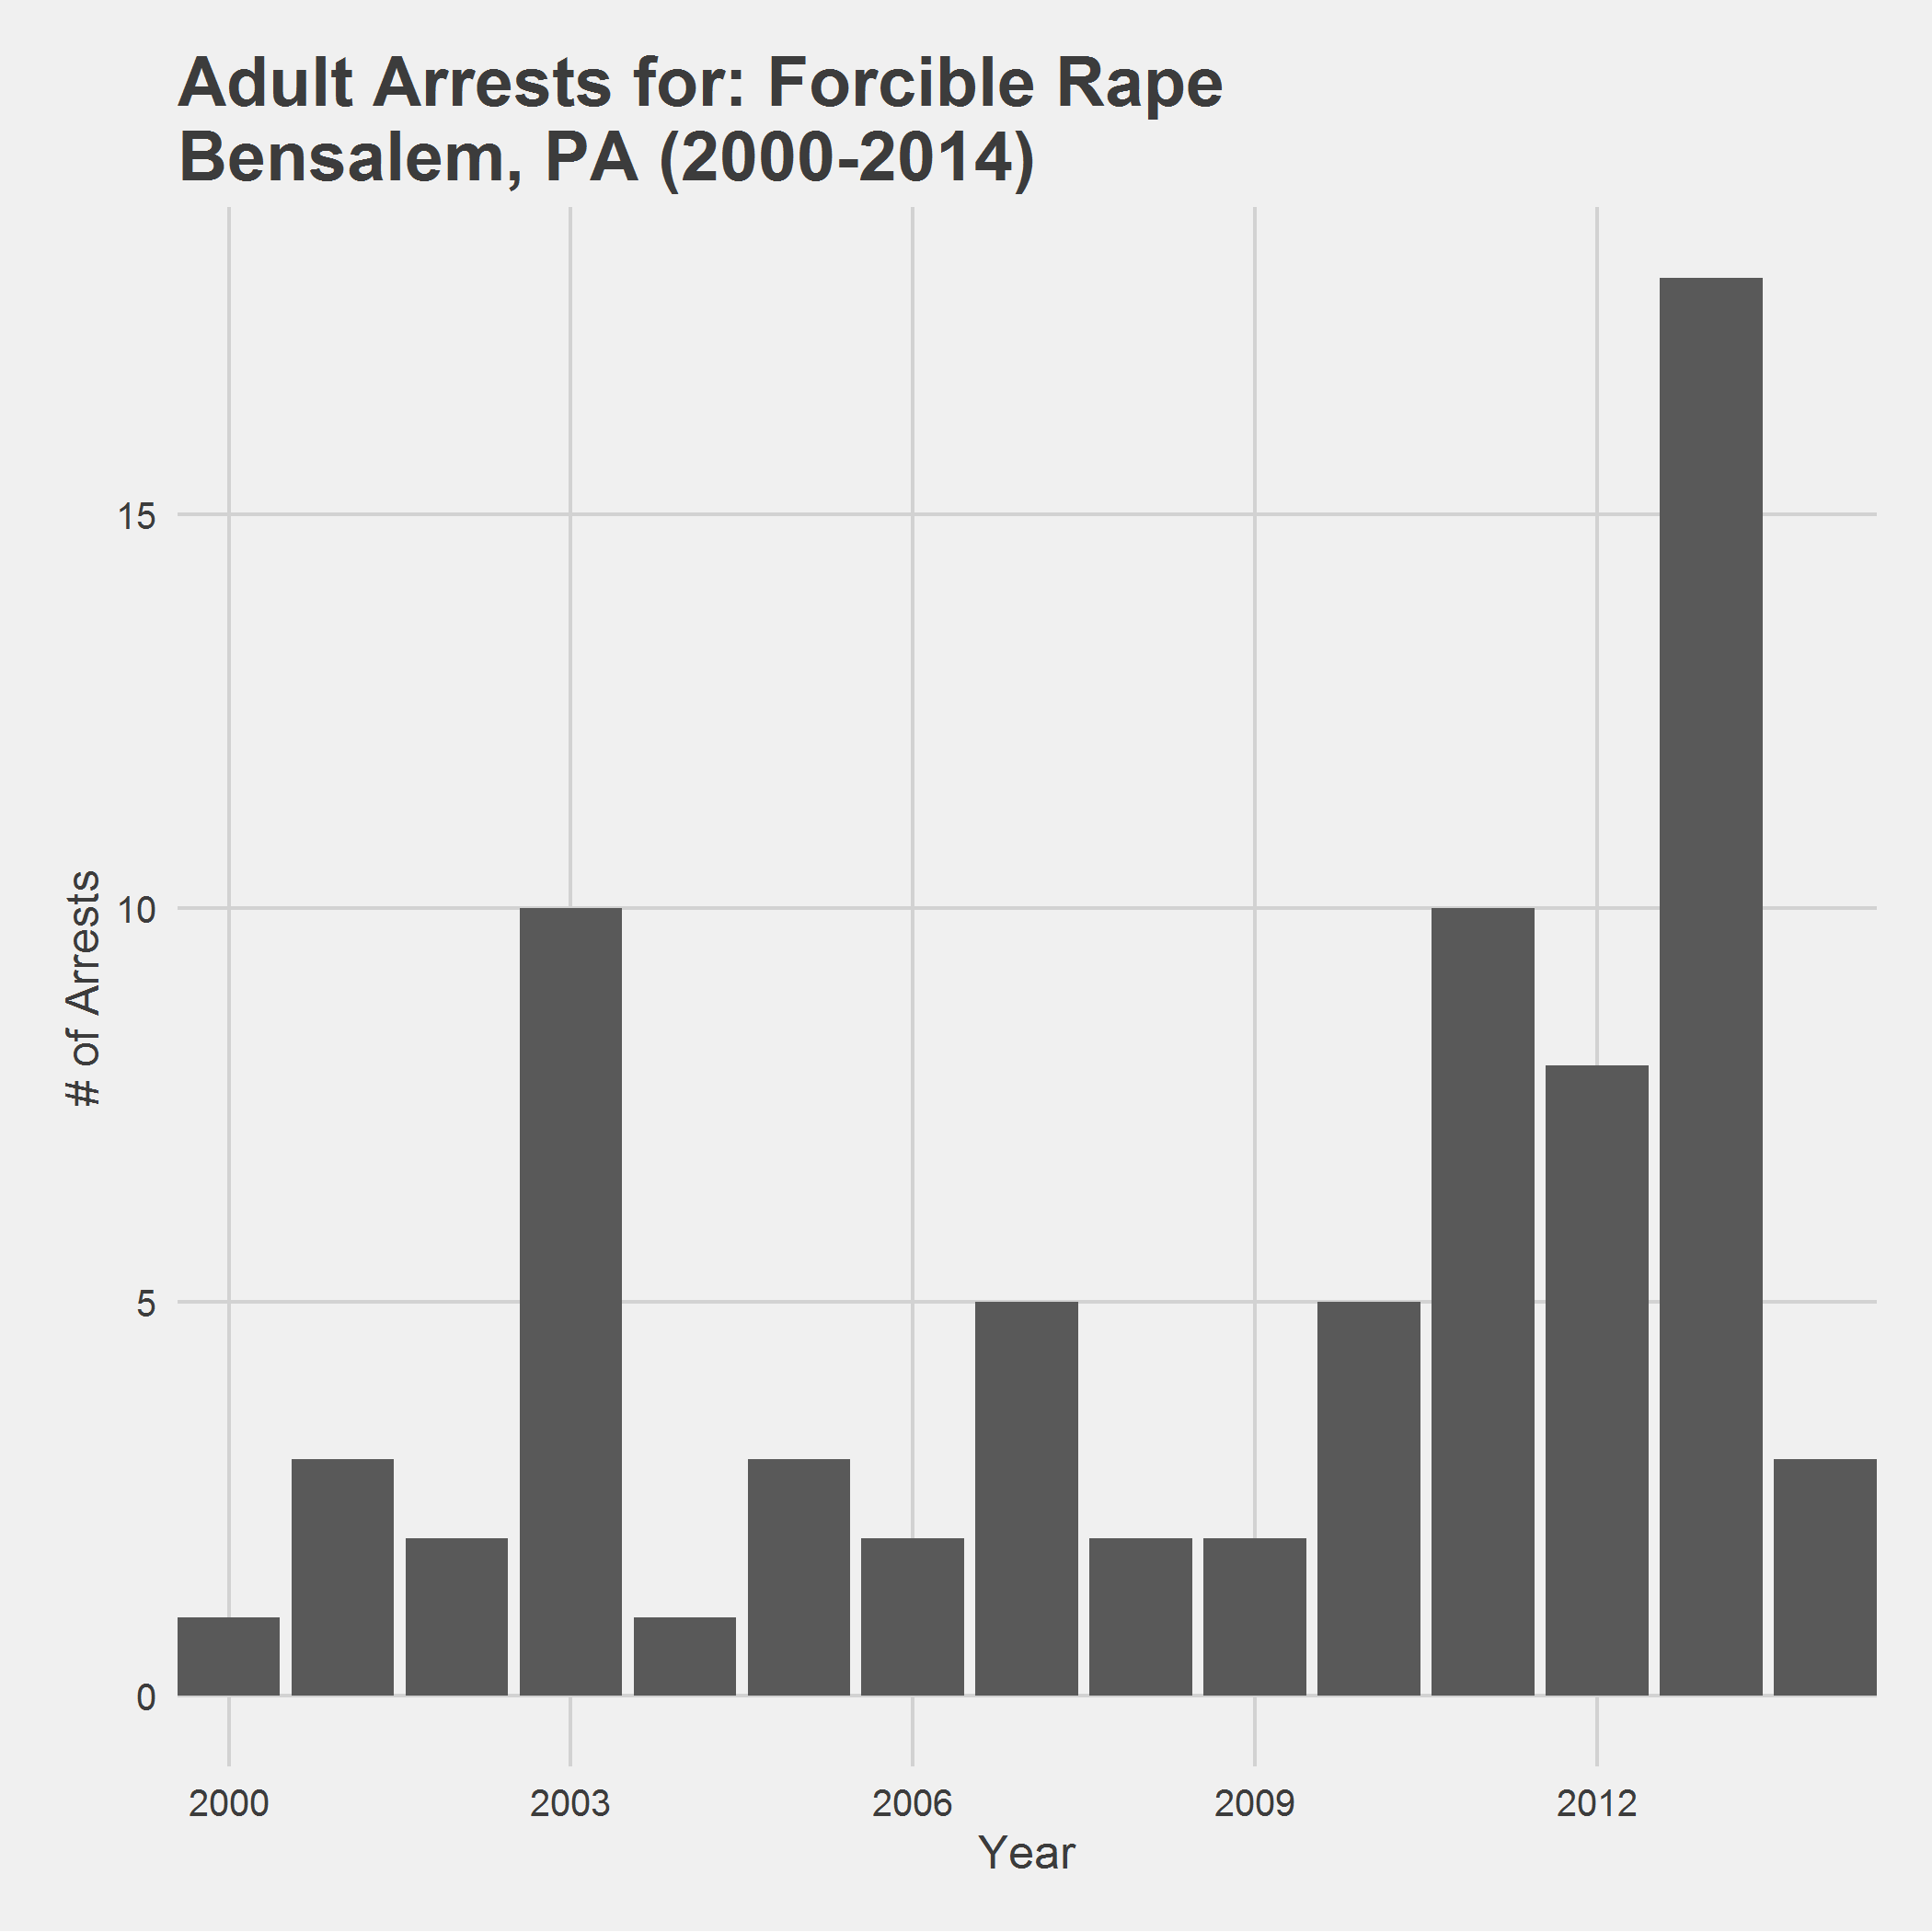 Adult Arrests for: Forcible Rape
Bensalem, PA (2000-2014)
15
10
5
0
# of Arrests
2000 2003 2006 2009 2012
Year